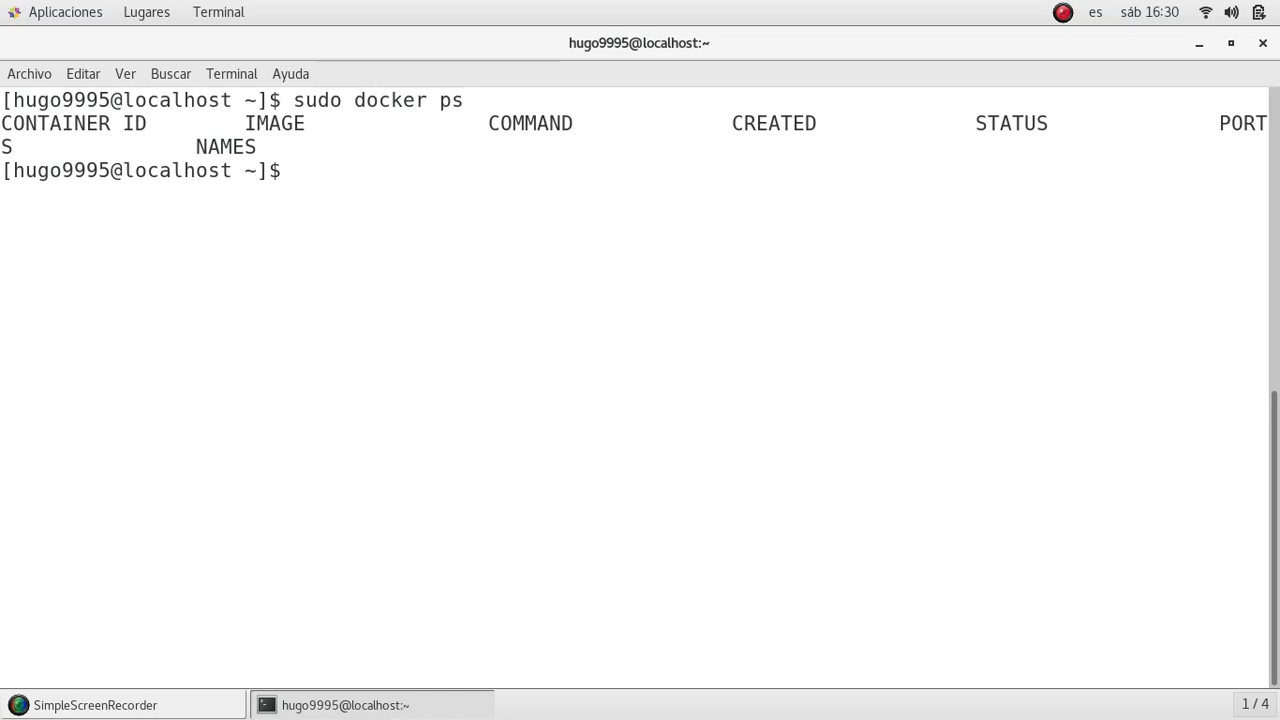 Aplicaciones Lugares Terminal es sáb 16:30
hugo9995@localhost:~
Archivo Editar Ver Buscar Terminal Ayuda
[hugo9995@localhost ~]$ sudo docker ps
CONTAINER ID IMAGE COMMAND CREATED STATUS PORT
S NAMES
[hugo9995@localhost ~]$
SimpleScreenRecorder hugo9995@localhost:~ 1 / 4